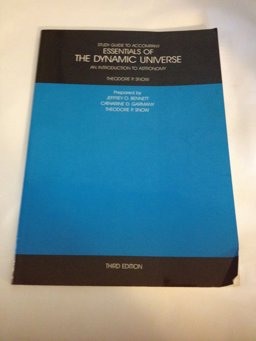 STUDY GUIDE TO ACCOMPANY
ESSENTIALS OF
THE DYNAMIC UNIVERSE
AN INTRODUCTION TO ASTRONOMY
THEODORE P. SNOW
Prepared by
JEFFREY O. BENNETT
CATHARINE D. GARMANY
THEODORE P. SNOW
THIRD EDITION